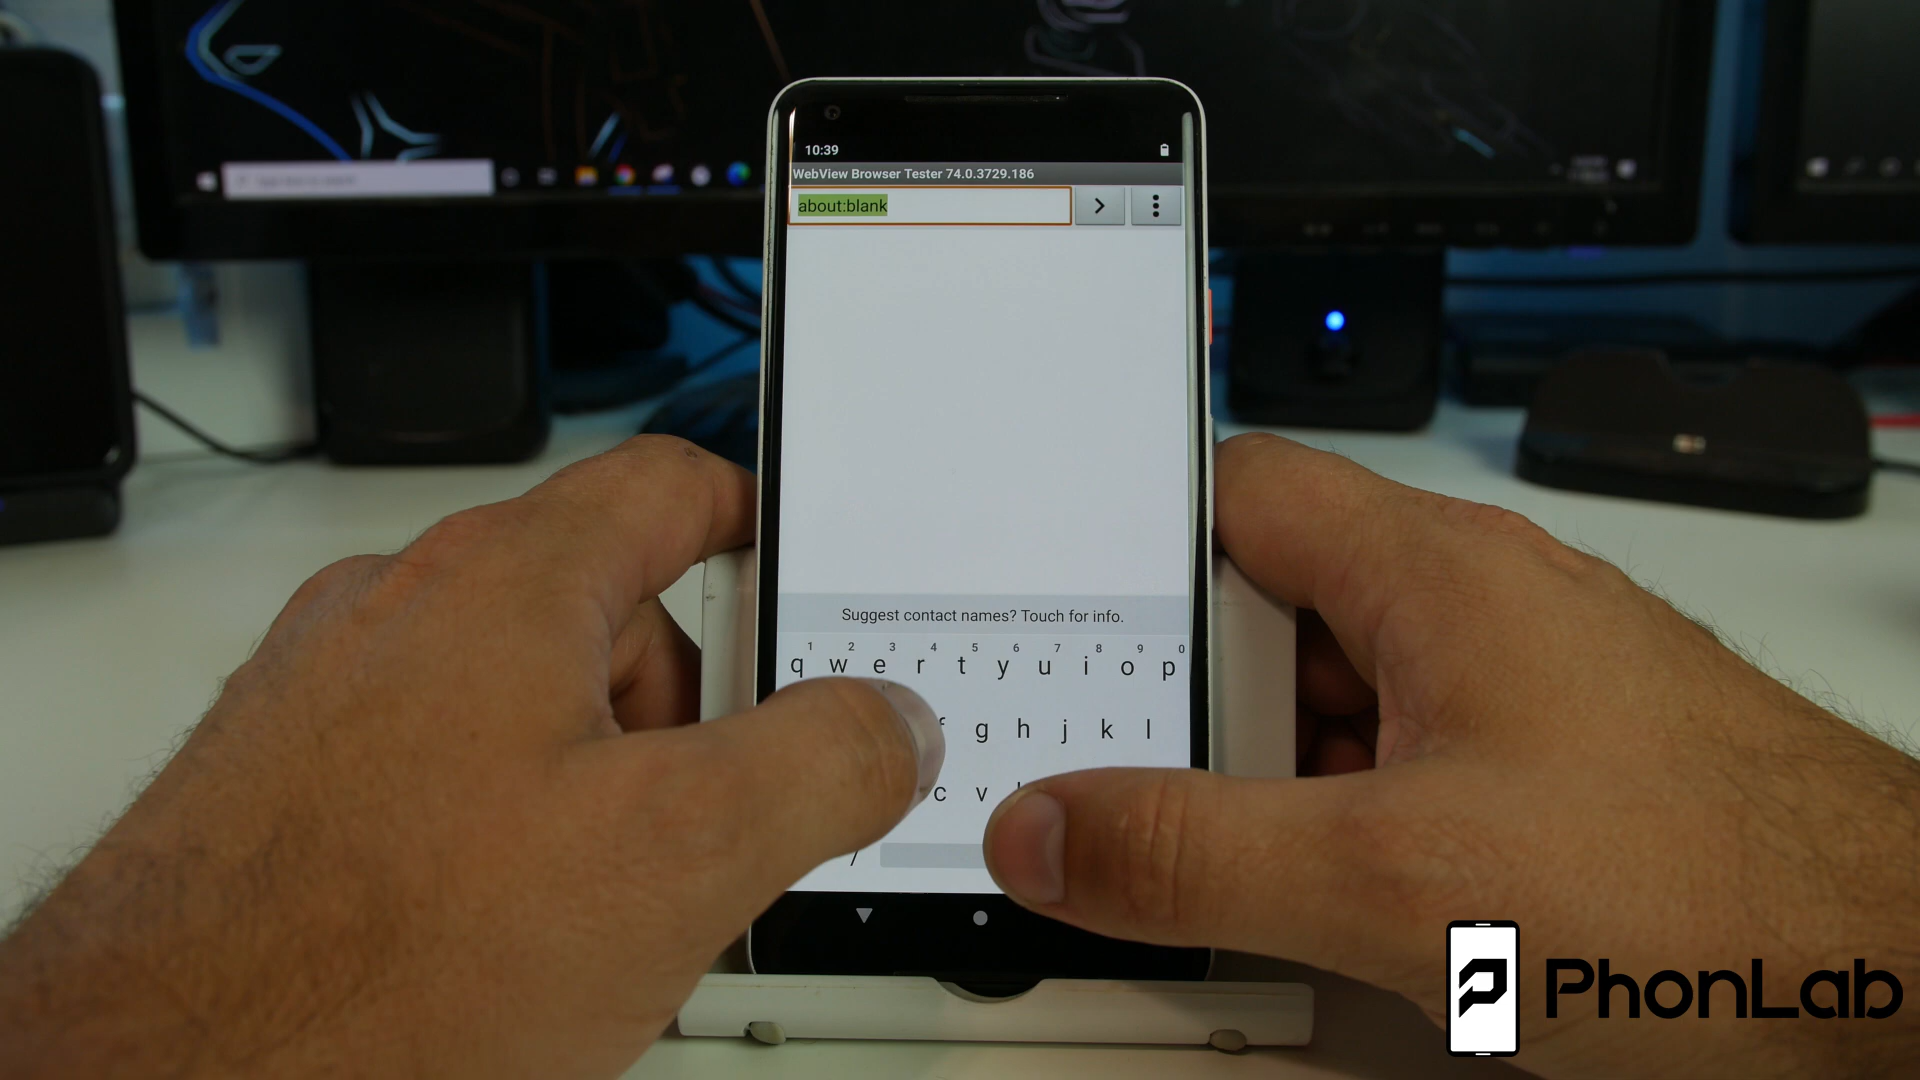 10:39
WebView Browser Tester 74.0.3729.186
about:blank
Suggest contact names? Touch for info.
1 2 3 4 5 6 7 8 9 0
q w e r t y u i o p
f g h j k l
c v
/
PhonLab